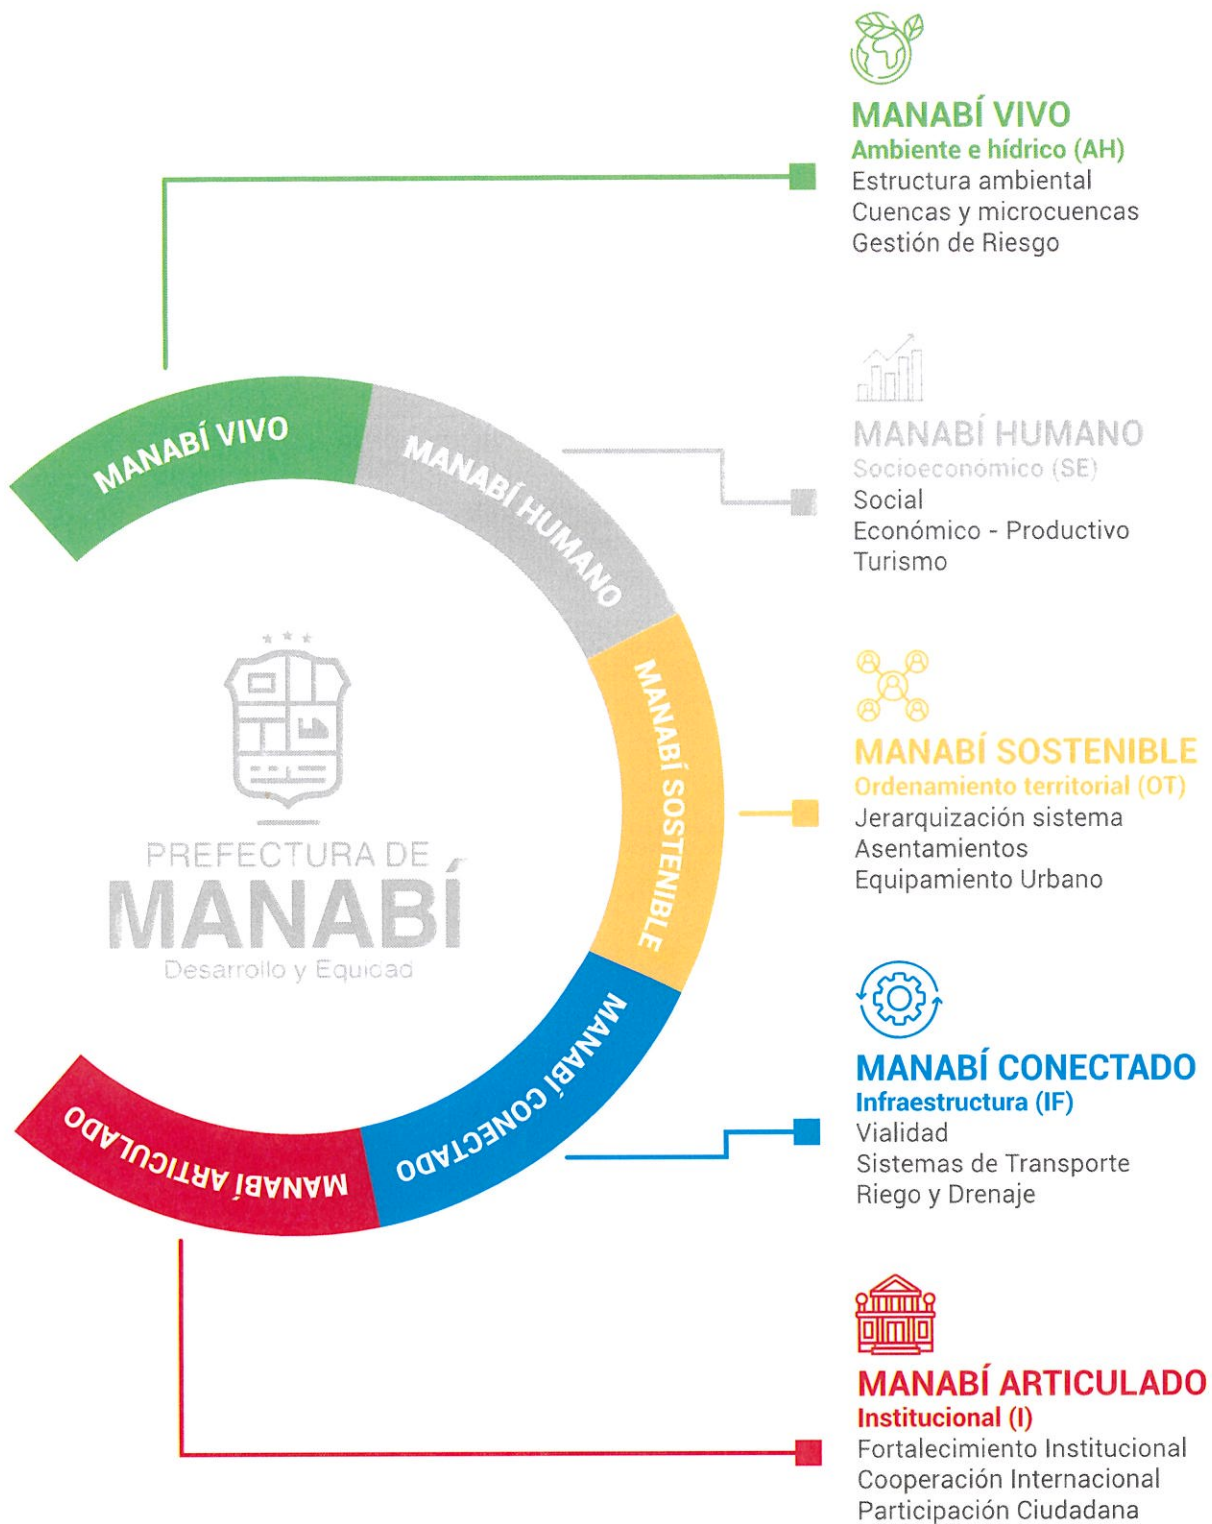 MANABÍ VIVO
Ambiente e hídrico (AH)
Estructura ambiental
Cuencas y microcuencas
Gestión de Riesgo
MANABÍ HUMANO
Socioeconómico (SE)
Social
Económico - Productivo
Turismo
MANABÍ SOSTENIBLE
Ordenamiento territorial (OT)
Jerarquización sistema
Asentamientos
Equipamiento Urbano
MANABÍ CONECTADO
Infraestructura (IF)
Vialidad
Sistemas de Transporte
Riego y Drenaje
MANABÍ ARTICULADO
Institucional (I)
Fortalecimiento Institucional
Cooperación Internacional
Participación Ciudadana
MANABÍ VIVO
MANABÍ HUMANO
MANABÍ SOSTENIBLE
MANABÍ CONECTADO
MANABÍ ARTICULADO
PREFECTURA DE
MANABÍ
Desarrollo y Equidad